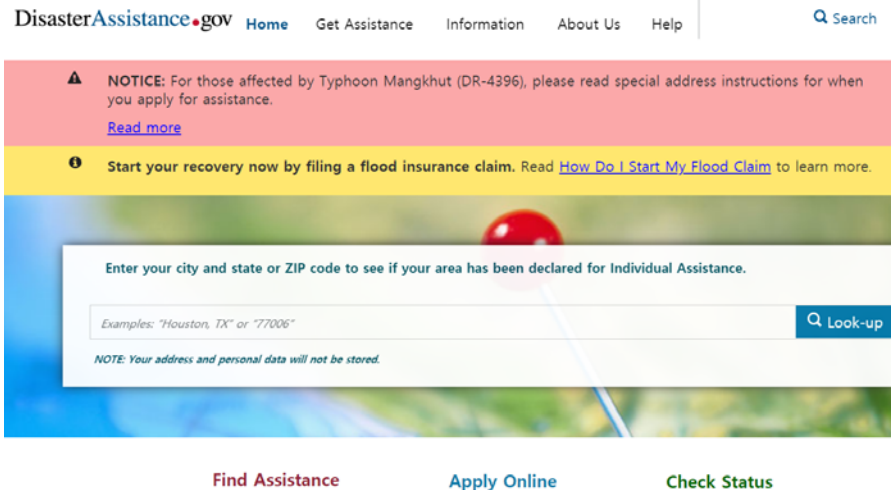 DisasterAssistance.gov Home Get Assistance Information About Us Help Search
NOTICE: For those affected by Typhoon Mangkhut (DR-4396), please read special address instructions for when
you apply for assistance.
Read more
Start your recovery now by filing a flood insurance claim. Read How Do I Start My Flood Claim to learn more.
Enter your city and state or ZIP code to see if your area has been declared for Individual Assistance.
Examples: "Houston, TX" or "77006"
Look-up
NOTE: Your address and personal data will not be stored.
Find Assistance Apply Online Check Status